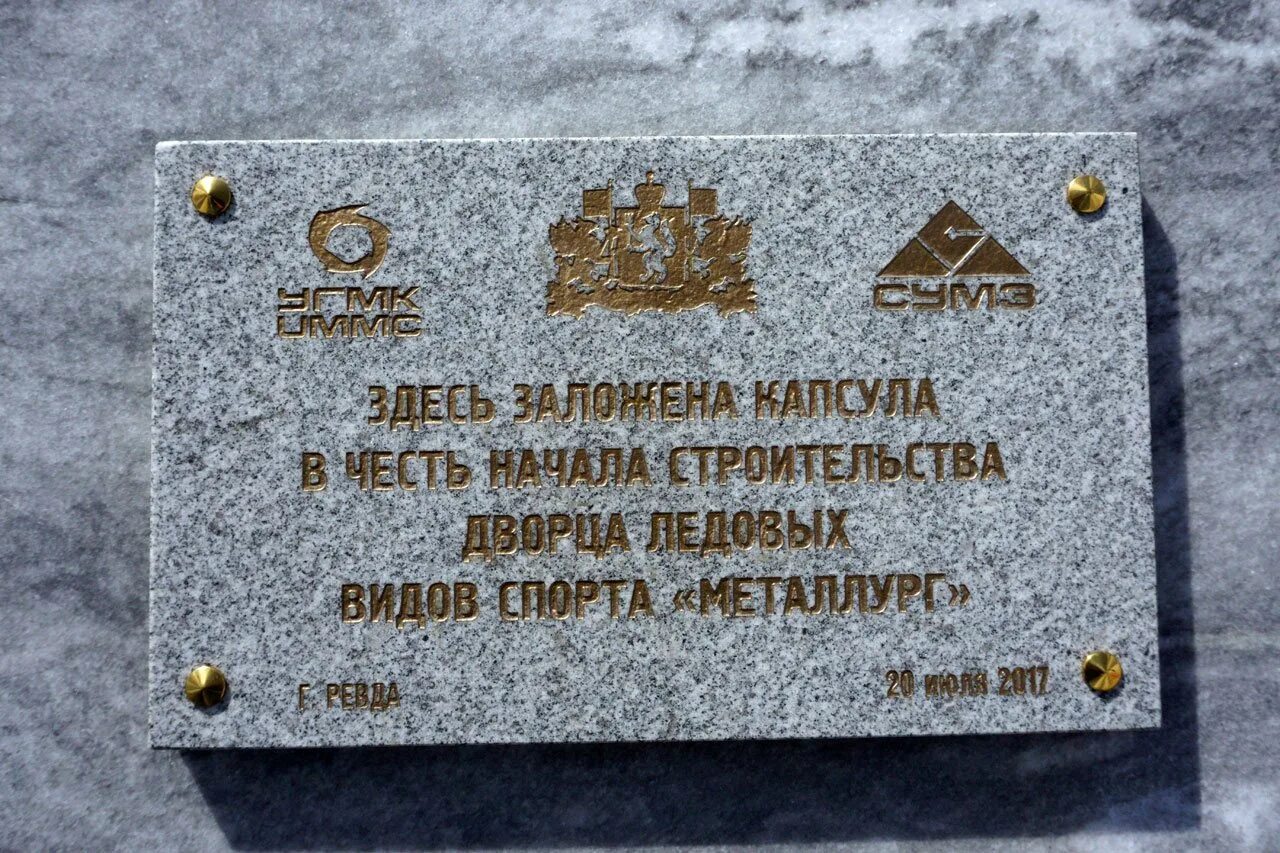 УГМК
UMMC
СУМЗ
ЗДЕСЬ ЗАЛОЖЕНА КАПСУЛА
В ЧЕСТЬ НАЧАЛА СТРОИТЕЛЬСТВА
ДВОРЦА ЛЕДОВЫХ
ВИДОВ СПОРТА «МЕТАЛЛУРГ»
Г. РЕВДА
20 июля 2017